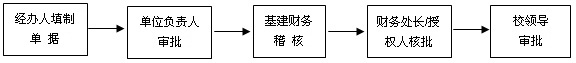 经办人填制
单 据
单位负责人
审批
基建财务
稽 核
财务处长/授
权人核批
校领导
审批